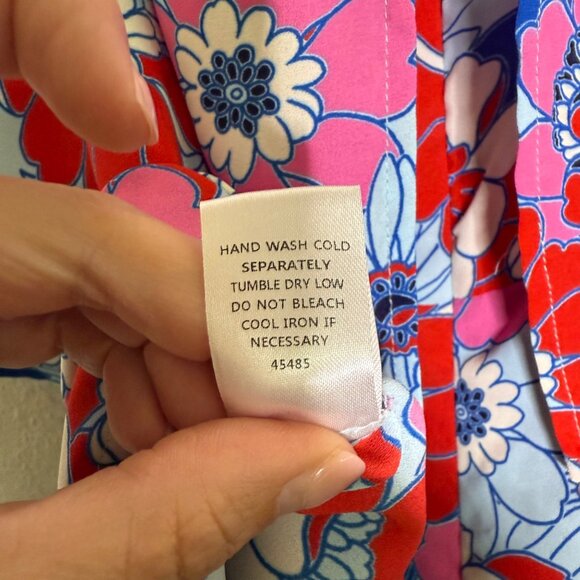 HAND WASH COLD
SEPARATELY
TUMBLE DRY LOW
DO NOT BLEACH
COOL IRON IF
NECESSARY
45485